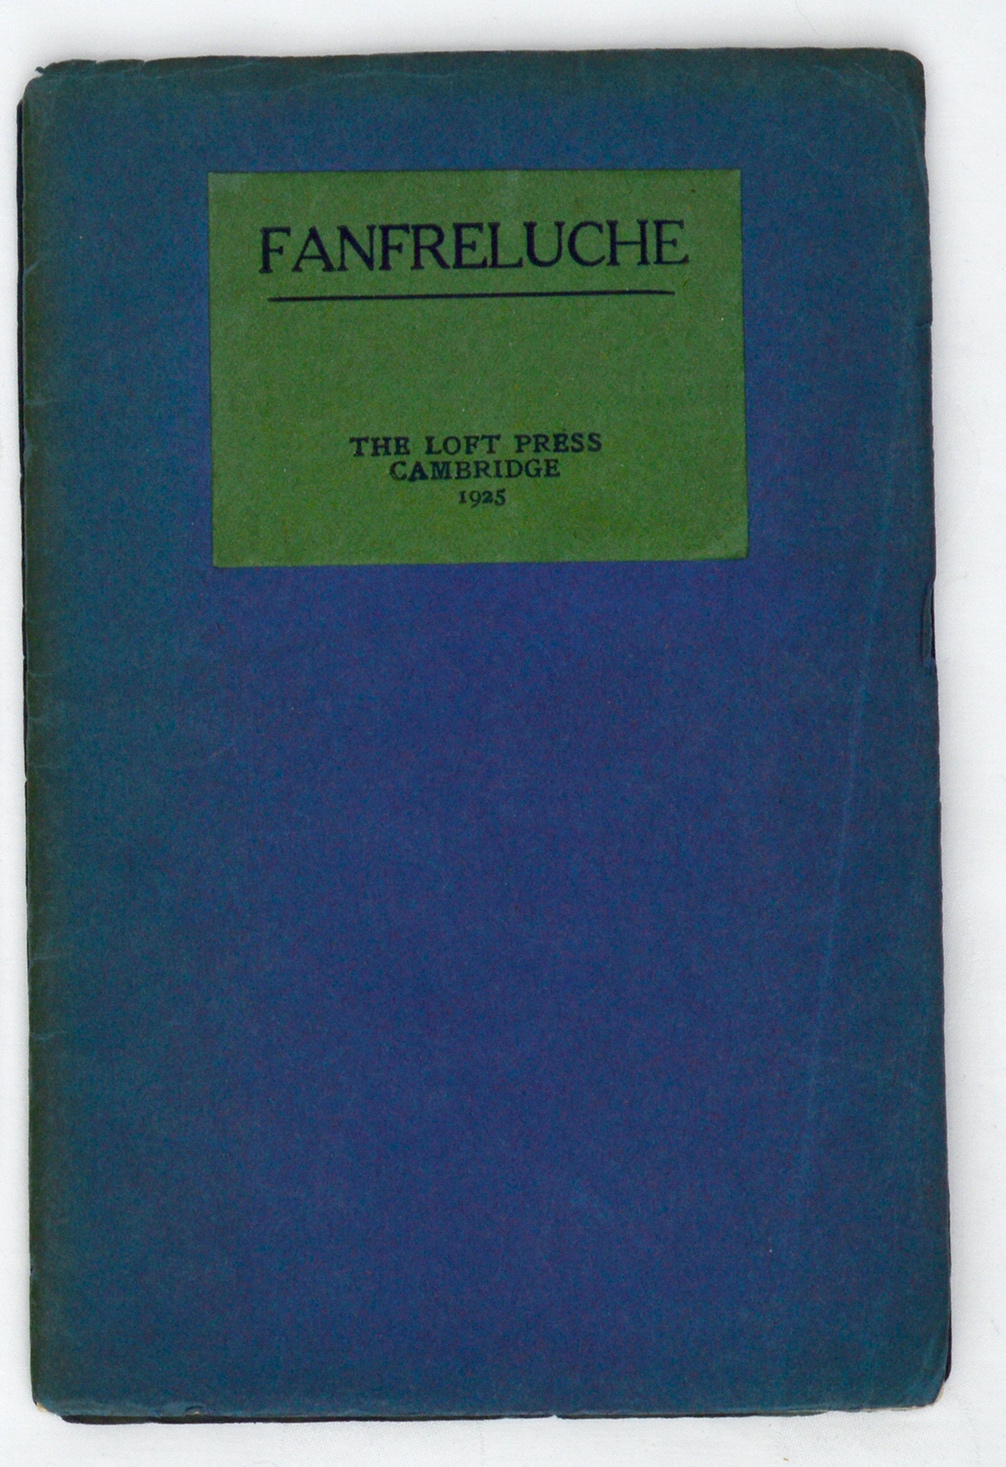 FANFRELUCHE
THE LOFT PRESS
CAMBRIDGE
1925